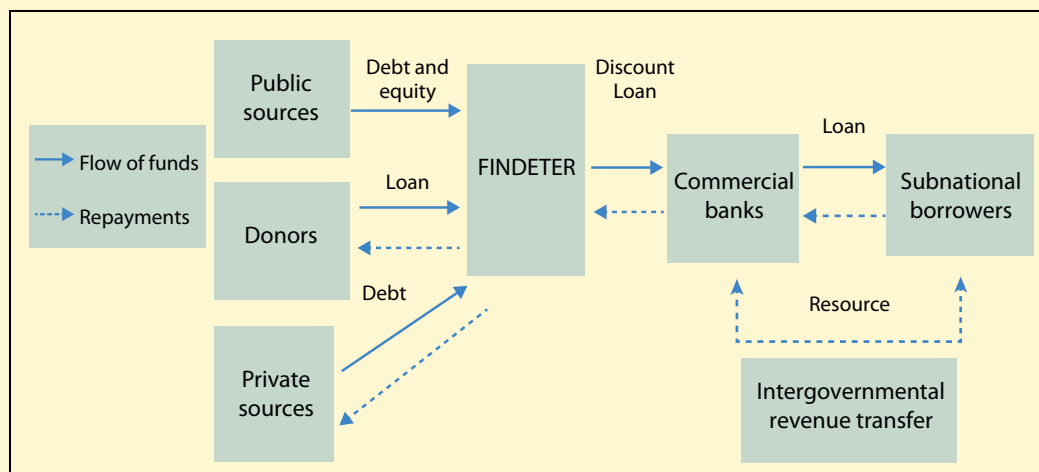 Public
sources
Debt and
equity
Discount
Loan
Flow of funds
Repayments
Loan
FINDETER
Donors
Commercial
banks
Loan
Subnational
borrowers
Debt
Private
sources
Resource
Intergovernmental
revenue transfer